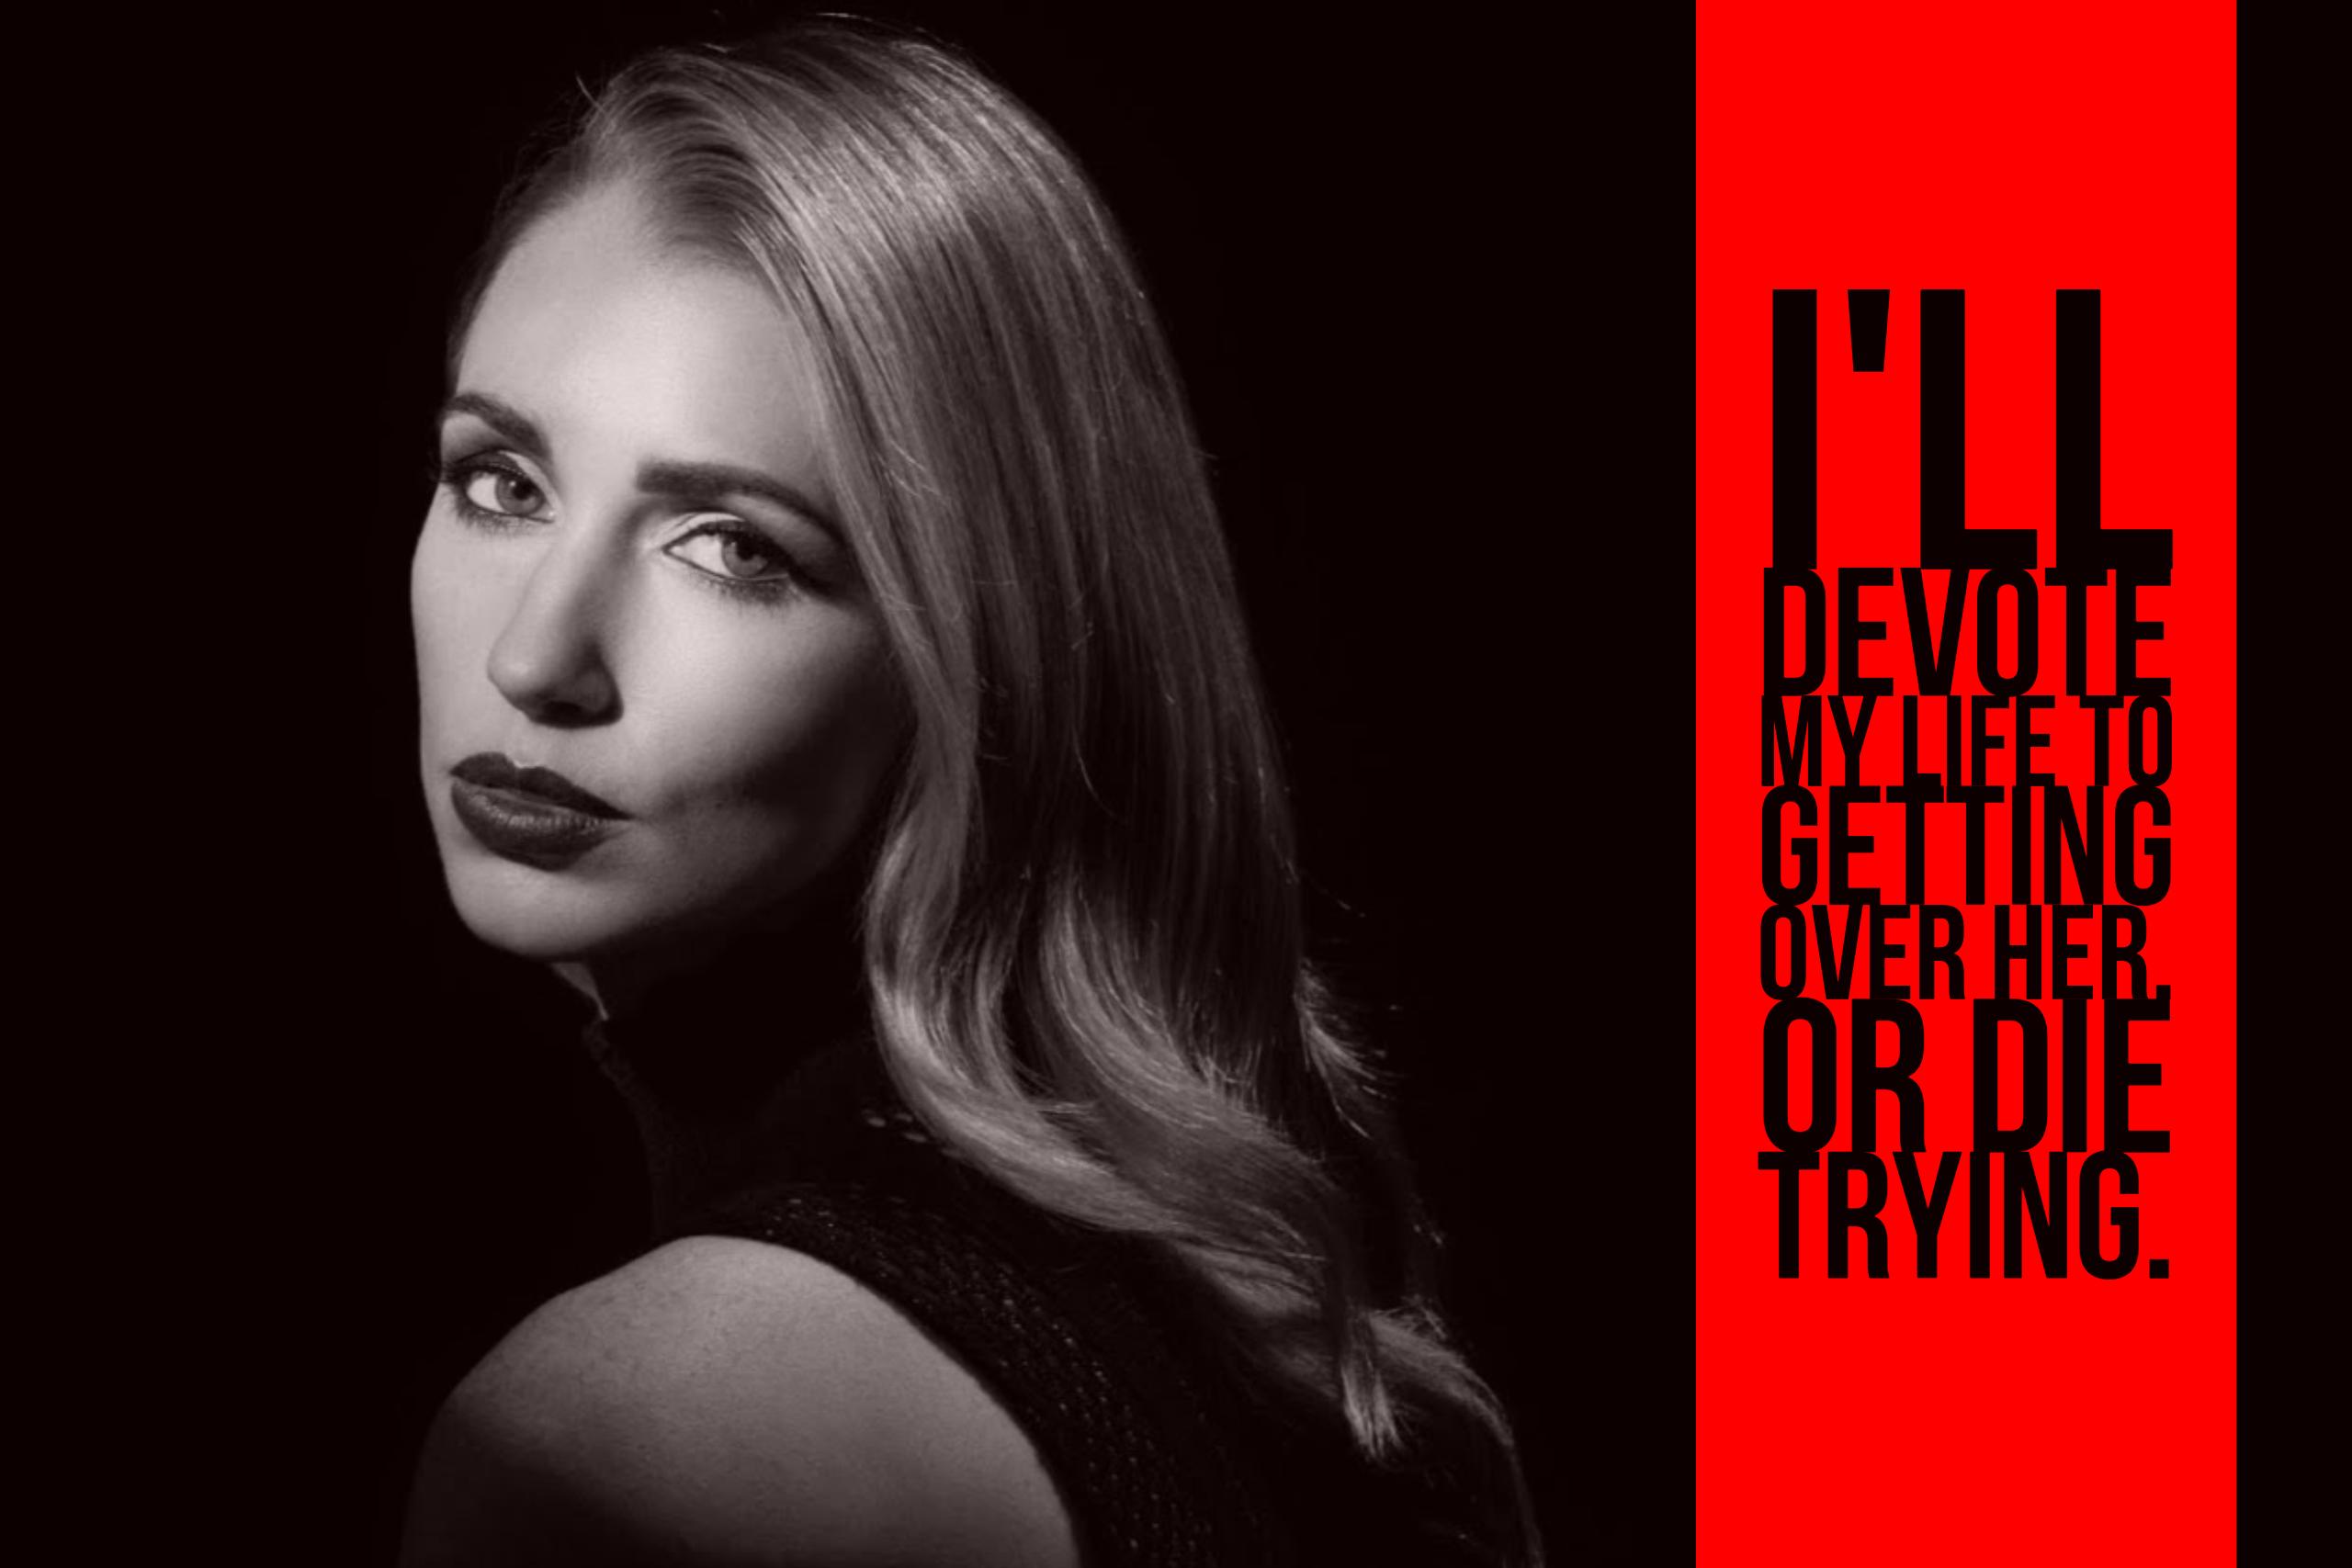 I'LL
DEVOTE
MY LIFE TO
GETTING
OVER HER,
OR DIE
TRYING.